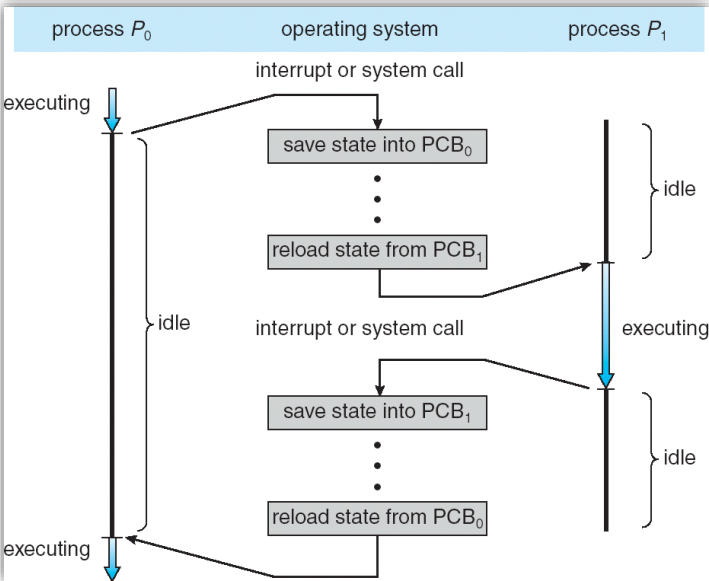 process P₀
operating system
process P₁
interrupt or system call
executing
save state into PCB₀
idle
reload state from PCB₁
idle
interrupt or system call
executing
save state into PCB₁
idle
reload state from PCB₀
executing